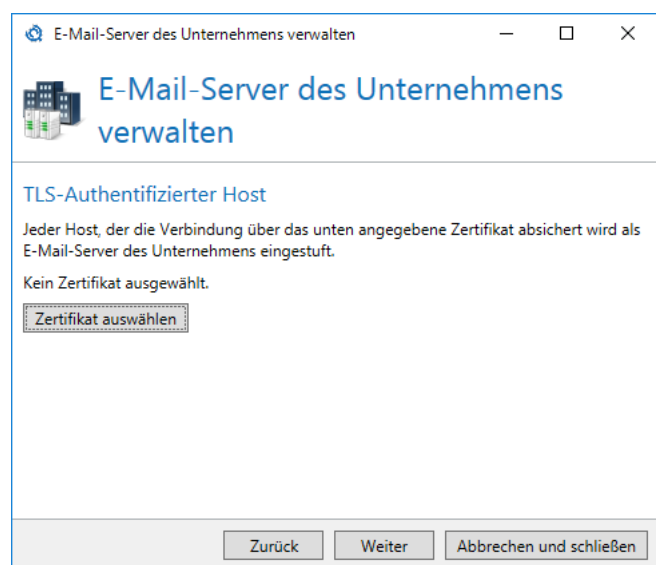 E-Mail-Server des Unternehmens verwalten
E-Mail-Server des Unternehmens
verwalten
TLS-Authentifizierter Host
Jeder Host, der die Verbindung über das unten angegebene Zertifikat absichert wird als
E-Mail-Server des Unternehmens eingestuft.
Kein Zertifikat ausgewählt.
Zertifikat auswählen
Zurück
Weiter
Abbrechen und schließen